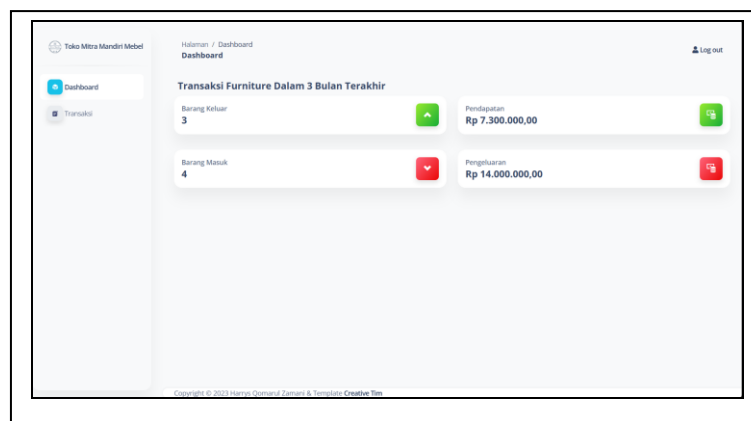 Toko Mitra Mandiri Mebel
Dashboard
Transaksi
Halaman / Dashboard
Dashboard
Log out
Transaksi Furniture Dalam 3 Bulan Terakhir
Barang Keluar
3
Pendapatan
Rp 7.300.000,00
Barang Masuk
4
Pengeluaran
Rp 14.000.000,00
Copyright © 2023 Harrys Qomarul Zamani & Template Creative Tim